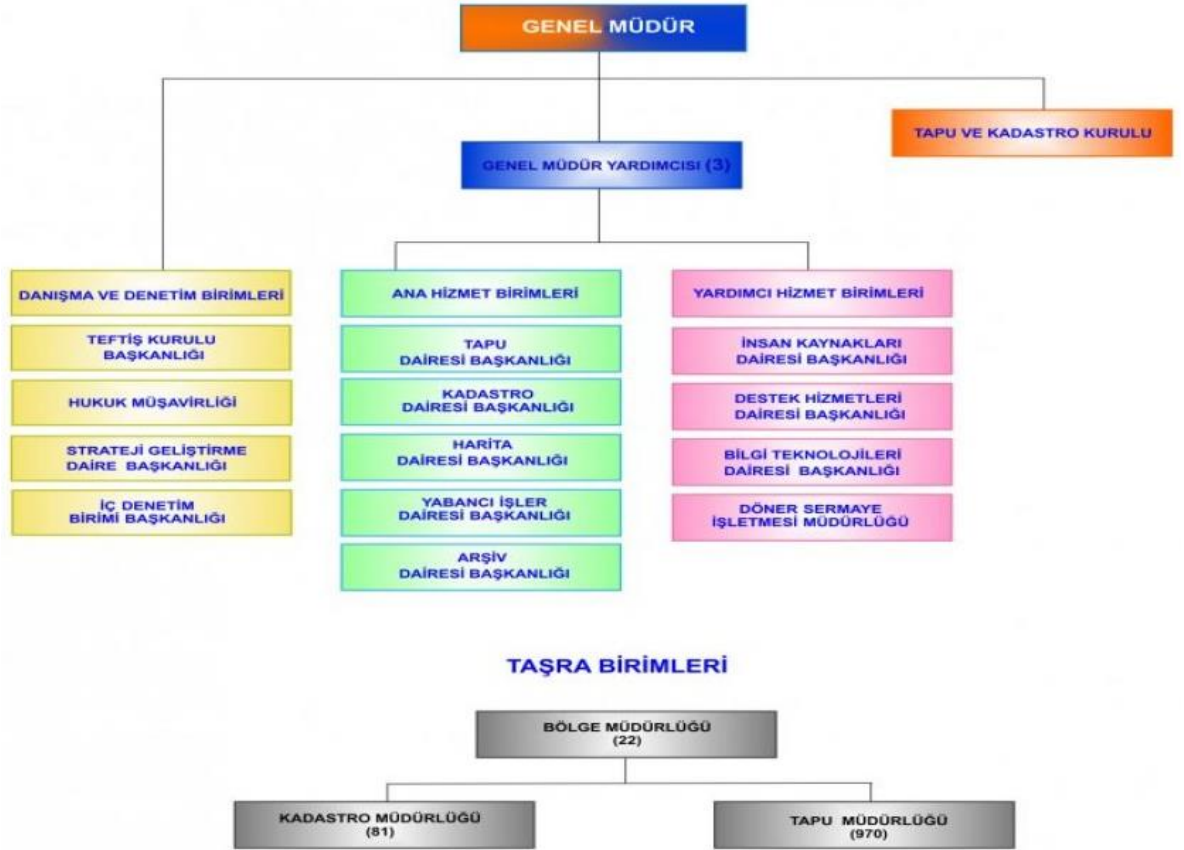 GENEL MÜDÜR
TAPU VE KADASTRO KURULU
GENEL MÜDÜR YARDIMCISI (3)
DANIŞMA VE DENETİM BİRİMLERİ
TEFTİŞ KURULU
BAŞKANLIĞI
HUKUK MÜŞAVİRLİĞİ
STRATEJİ GELİŞTİRME
DAİRE BAŞKANLIĞI
İÇ DENETİM
BİRİMİ BAŞKANLIĞI
ANA HİZMET BİRİMLERİ
TAPU
DAİRESİ BAŞKANLIĞI
KADASTRO
DAİRESİ BAŞKANLIĞI
HARİTA
DAİRESİ BAŞKANLIĞI
YABANCI İŞLER
DAİRESİ BAŞKANLIĞI
ARŞİV
DAİRESİ BAŞKANLIĞI
YARDIMCI HİZMET BİRİMLERİ
İNSAN KAYNAKLARI
DAİRESİ BAŞKANLIĞI
DESTEK HİZMETLERİ
DAİRESİ BAŞKANLIĞI
BİLGİ TEKNOLOJİLERİ
DAİRESİ BAŞKANLIĞI
DÖNER SERMAYE
İŞLETMESİ MÜDÜRLÜĞÜ
TAŞRA BİRİMLERİ
BÖLGE MÜDÜRLÜĞÜ
(22)
KADASTRO MÜDÜRLÜĞÜ
(81)
TAPU MÜDÜRLÜĞÜ
(970)